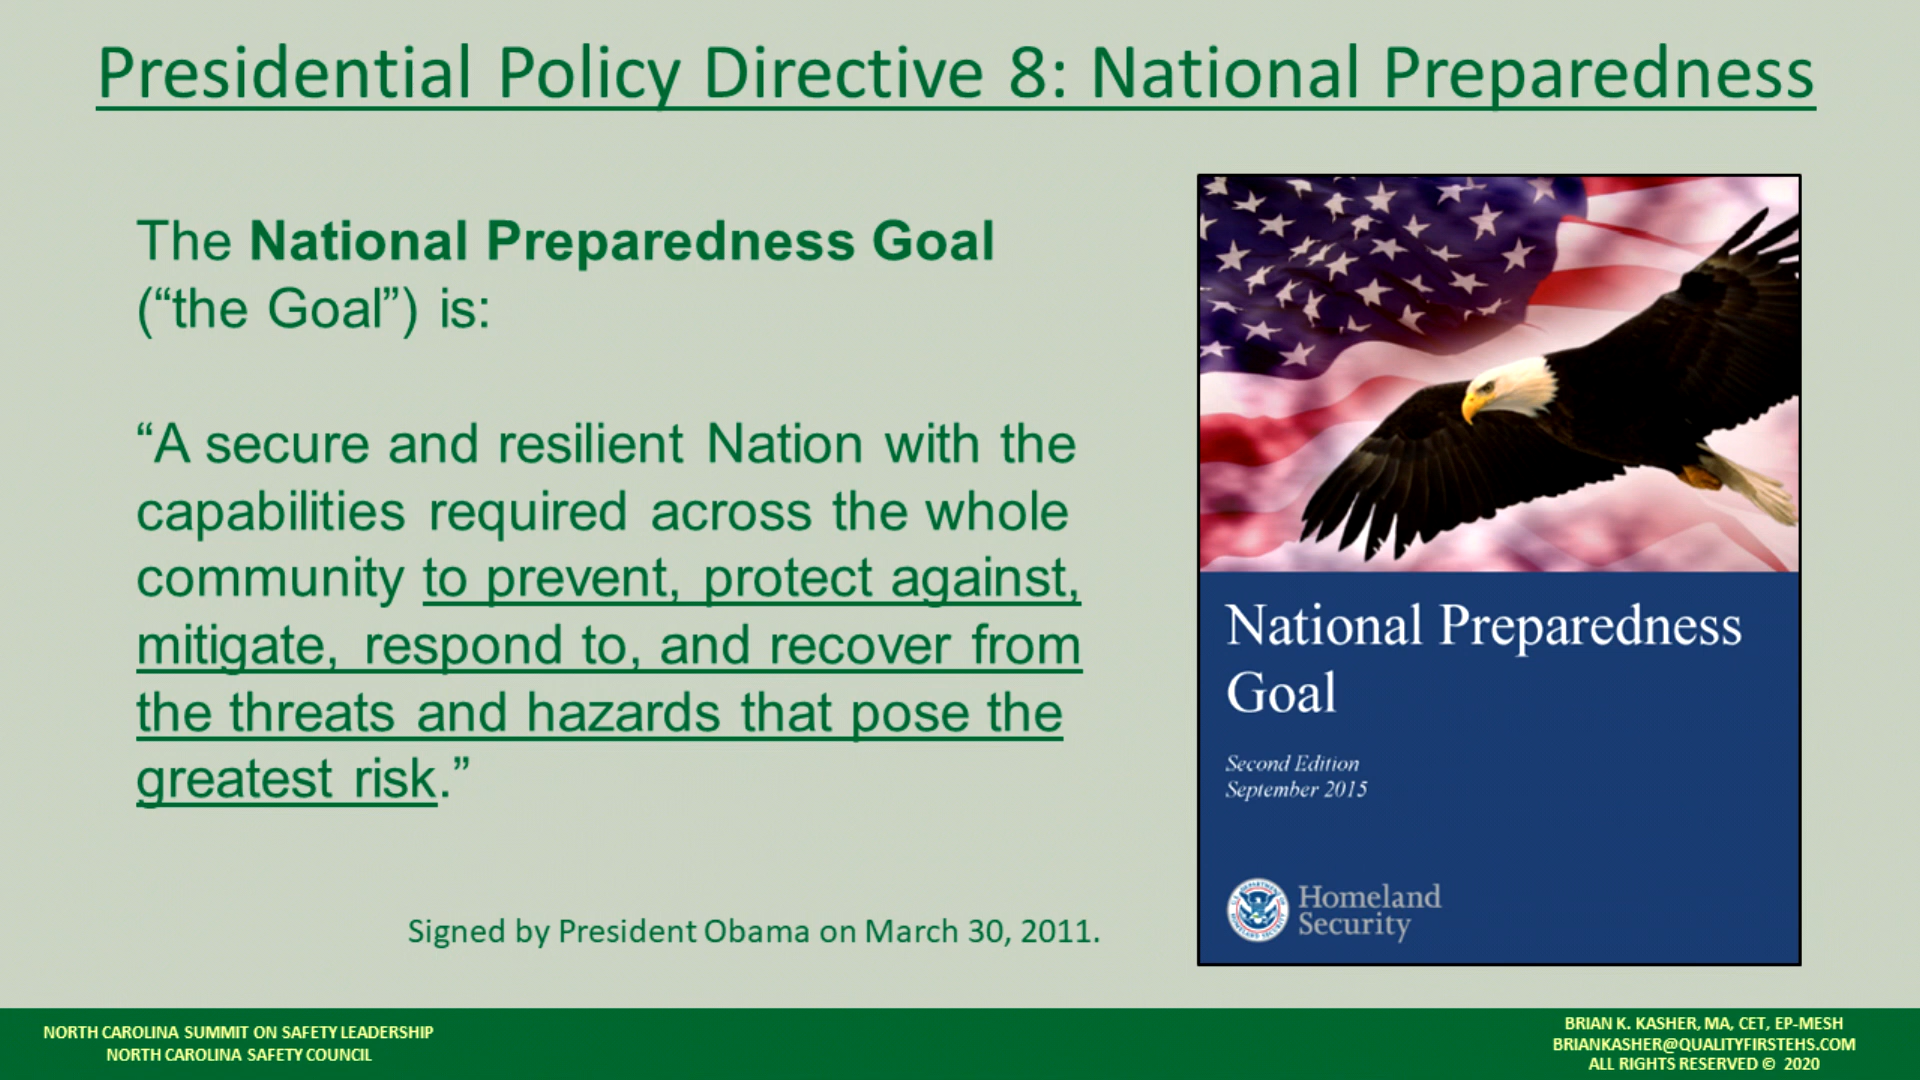 Presidential Policy Directive 8: National Preparedness
The National Preparedness Goal
(“the Goal”) is:
“A secure and resilient Nation with the
capabilities required across the whole
community to prevent, protect against,
mitigate, respond to, and recover from
the threats and hazards that pose the
greatest risk.”
Signed by President Obama on March 30, 2011.
National Preparedness
Goal
Second Edition
September 2015
Homeland
Security
NORTH CAROLINA SUMMIT ON SAFETY LEADERSHIP
NORTH CAROLINA SAFETY COUNCIL
BRIAN K. KASHER, MA, CET, EP-MESH
BRIANKASHER@QUALITYFIRSTEHS.COM
ALL RIGHTS RESERVED © 2020